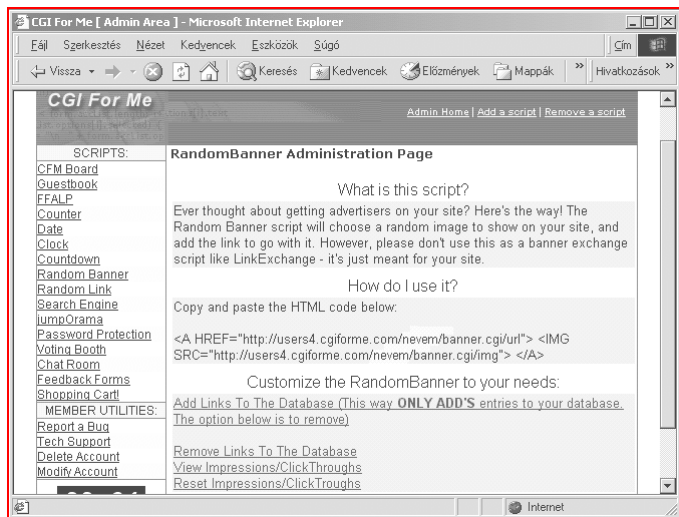 CGI For Me [ Admin Area ] - Microsoft Internet Explorer
Fájl Szerkesztés Nézet Kedvencek Eszközök Súgó Cím
Vissza Keresés Kedvencek Előzmények Mappák » Hivatkozások »
CGI For Me
Admin Home | Add a script | Remove a script
SCRIPTS:
CFM Board
Guestbook
FFALP
Counter
Date
Clock
Countdown
Random Banner
Random Link
Search Engine
jumpOrama
Password Protection
Voting Booth
Chat Room
Feedback Forms
Shopping Cart!
MEMBER UTILITIES:
Report a Bug
Tech Support
Delete Account
Modify Account
RandomBanner Administration Page
What is this script?
Ever thought about getting advertisers on your site? Here's the way! The
Random Banner script will choose a random image to show on your site, and
add the link to go with it. However, please don't use this as a banner exchange
script like LinkExchange - it's just meant for your site.
How do I use it?
Copy and paste the HTML code below:
<A HREF="http://users4.cgiforme.com/nevem/banner.cgi/url"> <IMG
SRC="http://users4.cgiforme.com/nevem/banner.cgi/img"> </A>
Customize the RandomBanner to your needs:
Add Links To The Database (This way ONLY ADD'S entries to your database.
The option below is to remove)
Remove Links To The Database
View Impressions/ClickThroughs
Reset Impressions/ClickTroughs
Internet